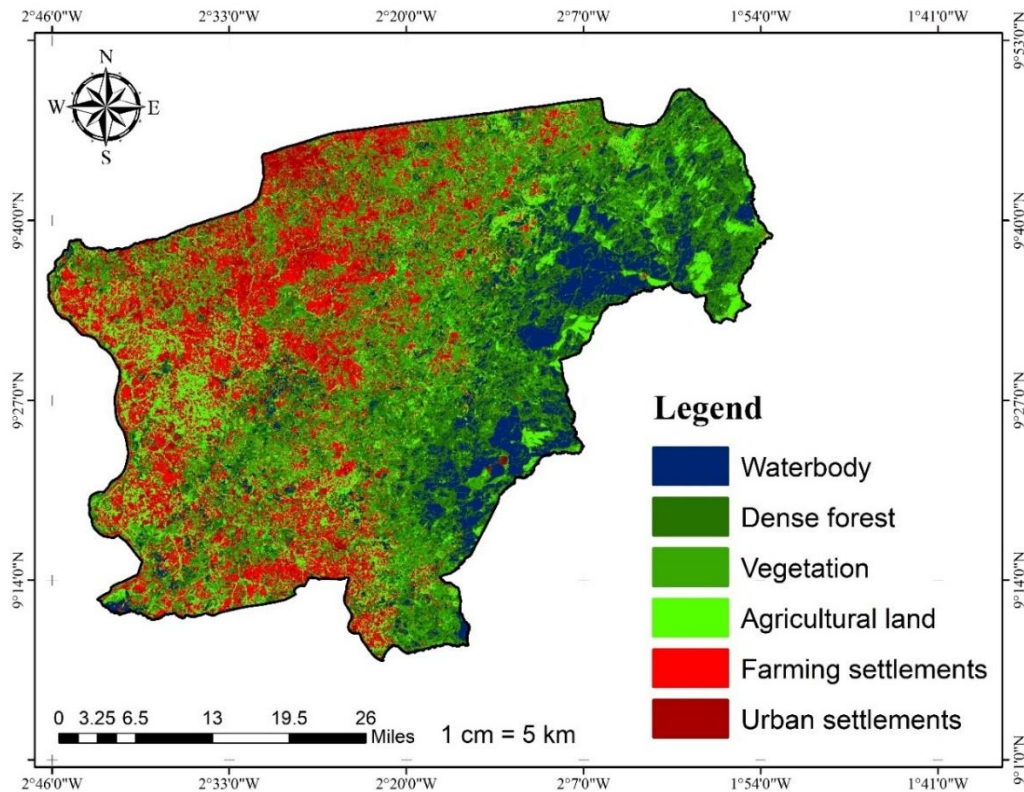 2°46'0"W 2°33'0"W 2°20'0"W 2°7'0"W 1°54'0"W 1°41'0"W
N
W E
S
9°53'0"N
9°40'0"N
9°40'0"N
9°27'0"N
9°27'0"N
9°14'0"N
9°14'0"N
9°1'0"N
Legend
Waterbody
Dense forest
Vegetation
Agricultural land
Farming settlements
Urban settlements
0 3.25 6.5 13 19.5 26
Miles
1 cm = 5 km
2°46'0"W 2°33'0"W 2°20'0"W 2°7'0"W 1°54'0"W 1°41'0"W